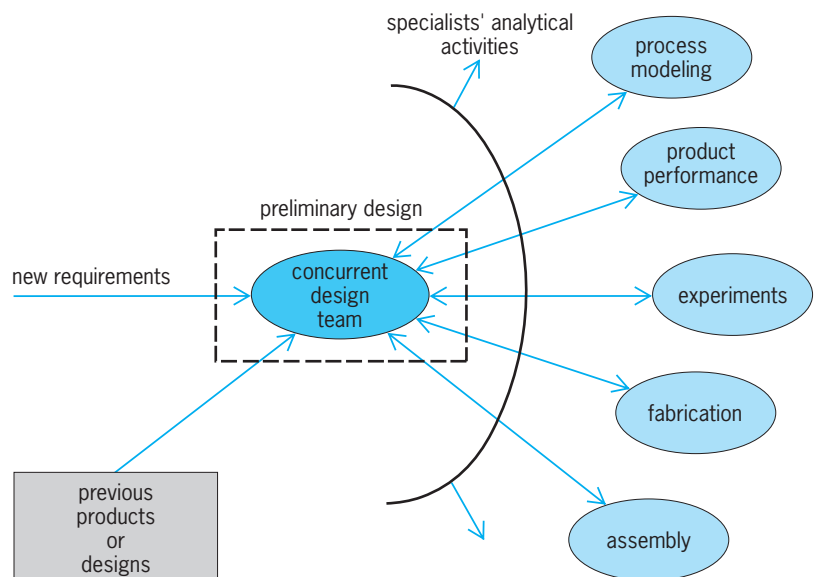 specialists' analytical
activities
process
modeling
product
performance
preliminary design
new requirements
concurrent
design
team
experiments
fabrication
previous
products
or
designs
assembly